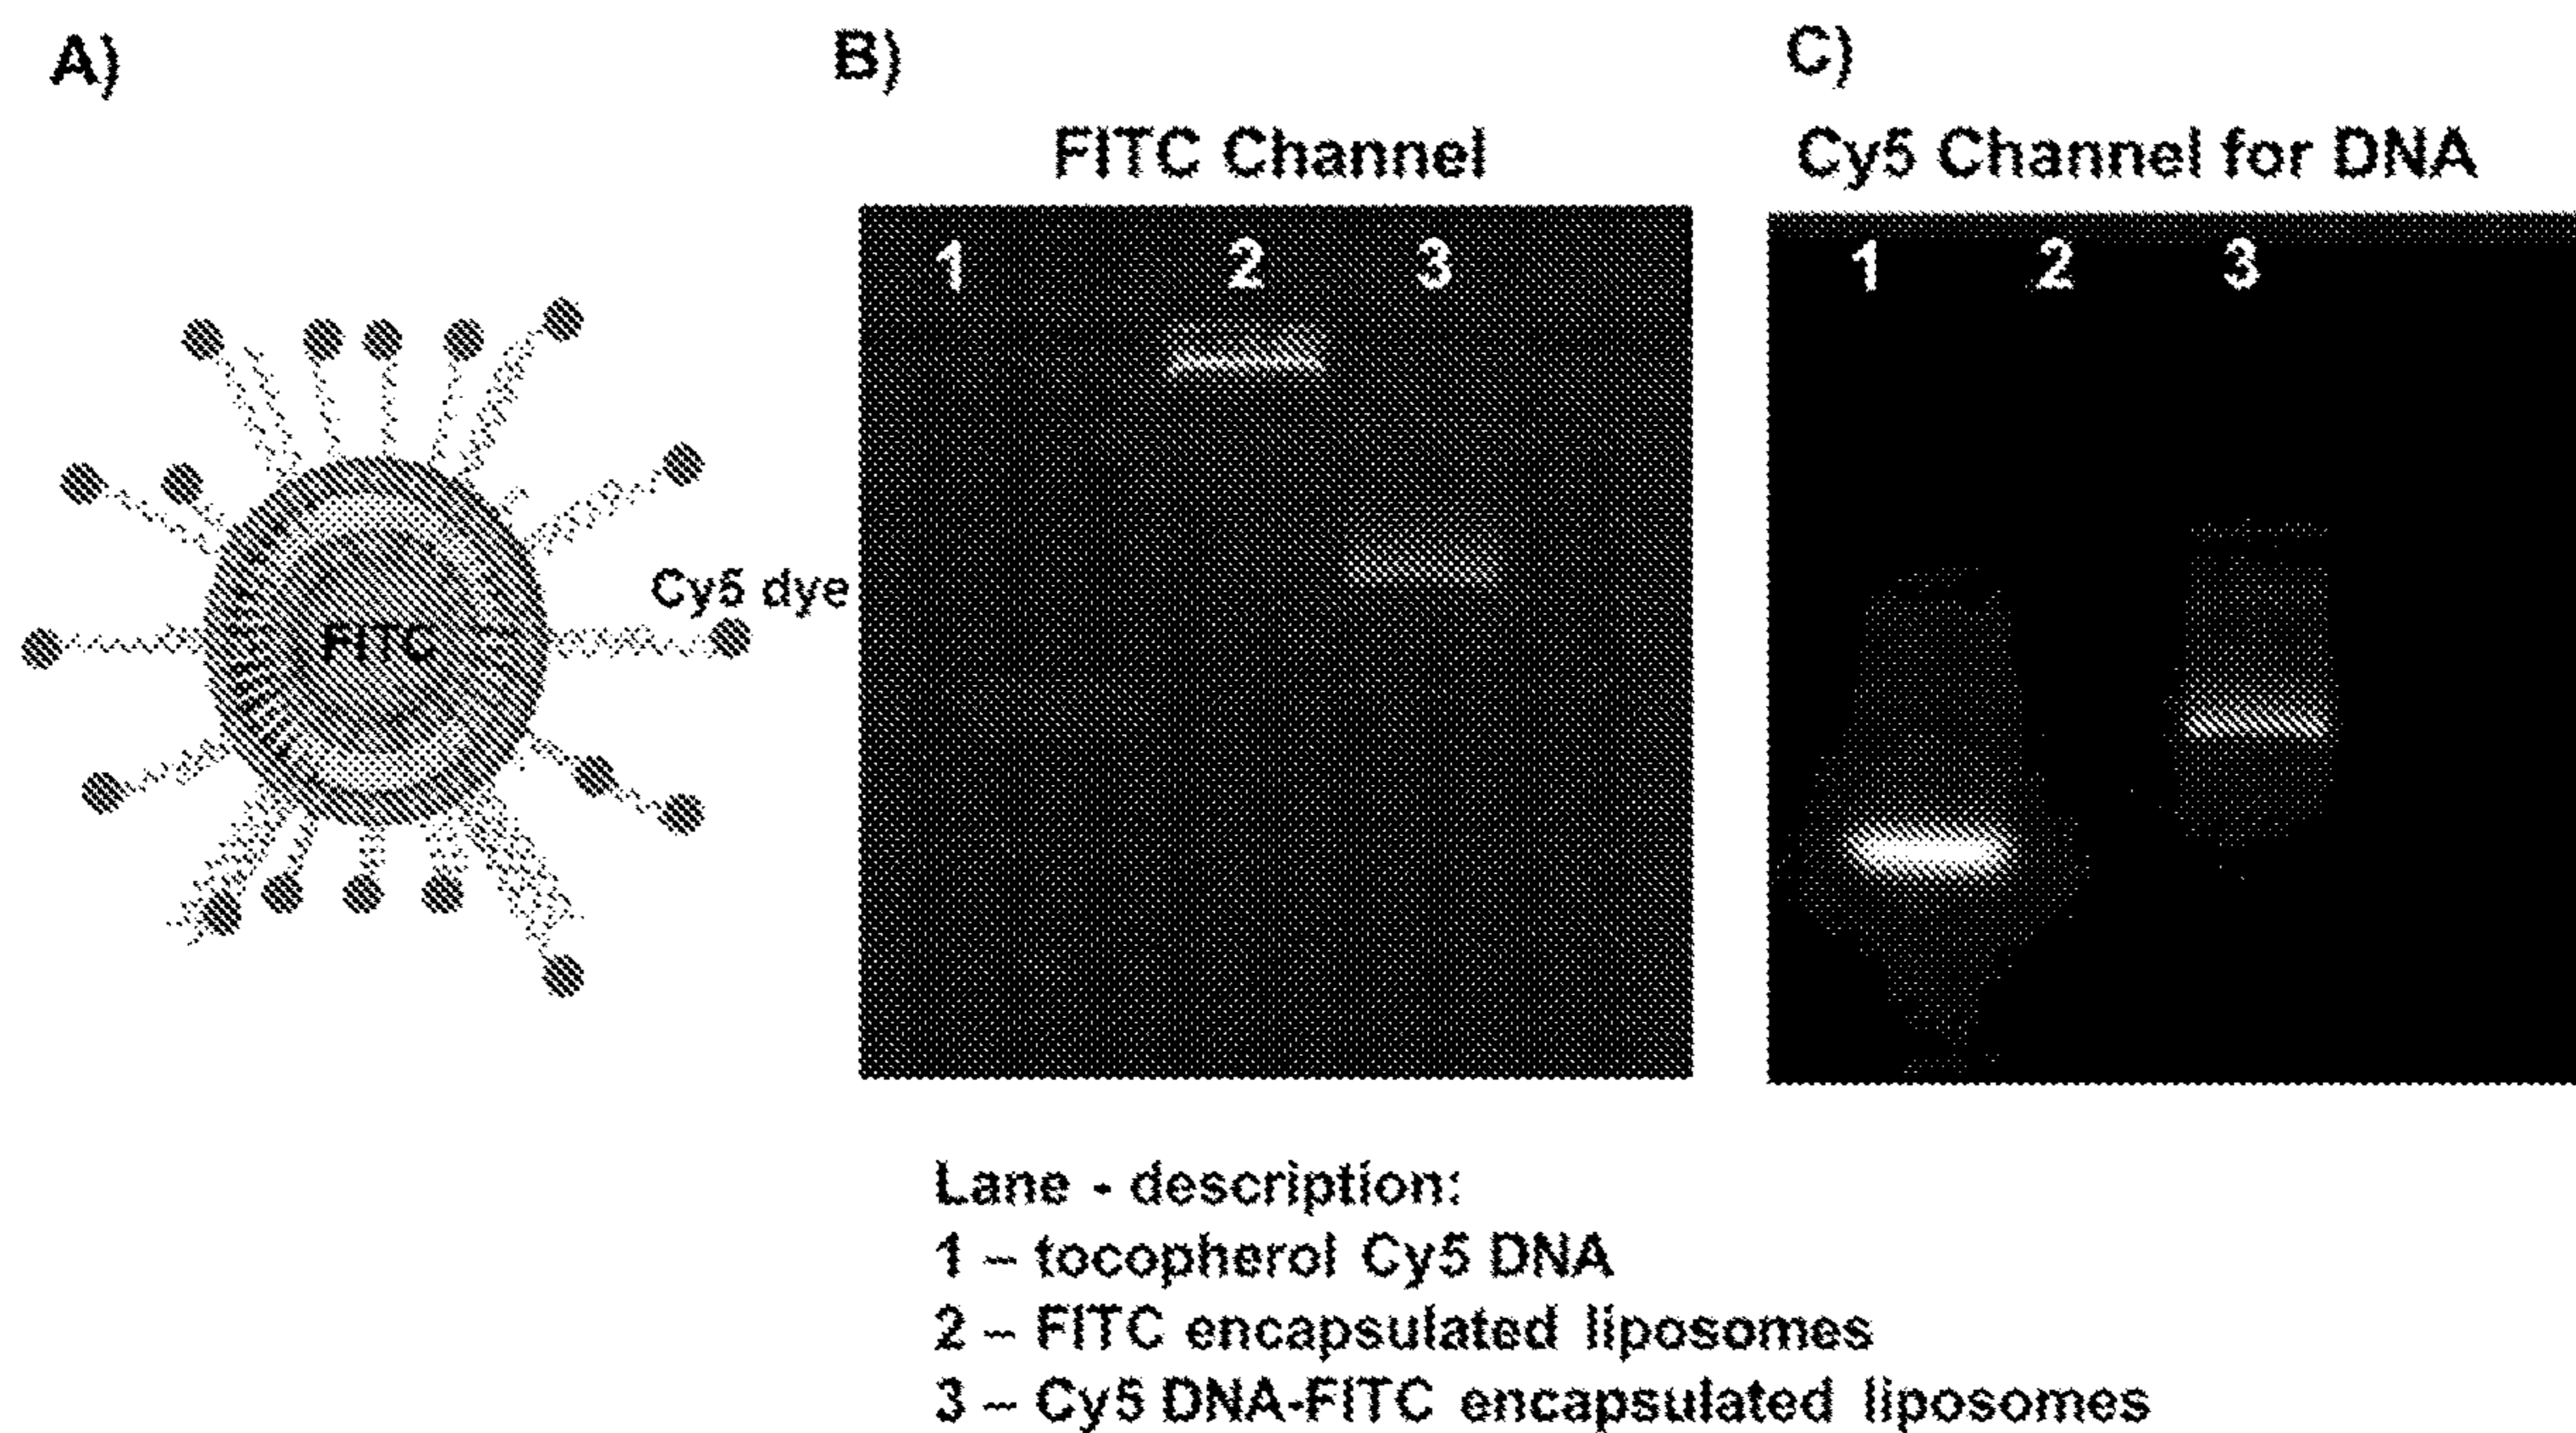 A)
B)
C)
FITC Channel
Cy5 Channel for DNA
1 2 3
1 2 3
FITC
Cy5 dye
Lane - description:
1 – tocopherol Cy5 DNA
2 – FITC encapsulated liposomes
3 – Cy5 DNA-FITC encapsulated liposomes